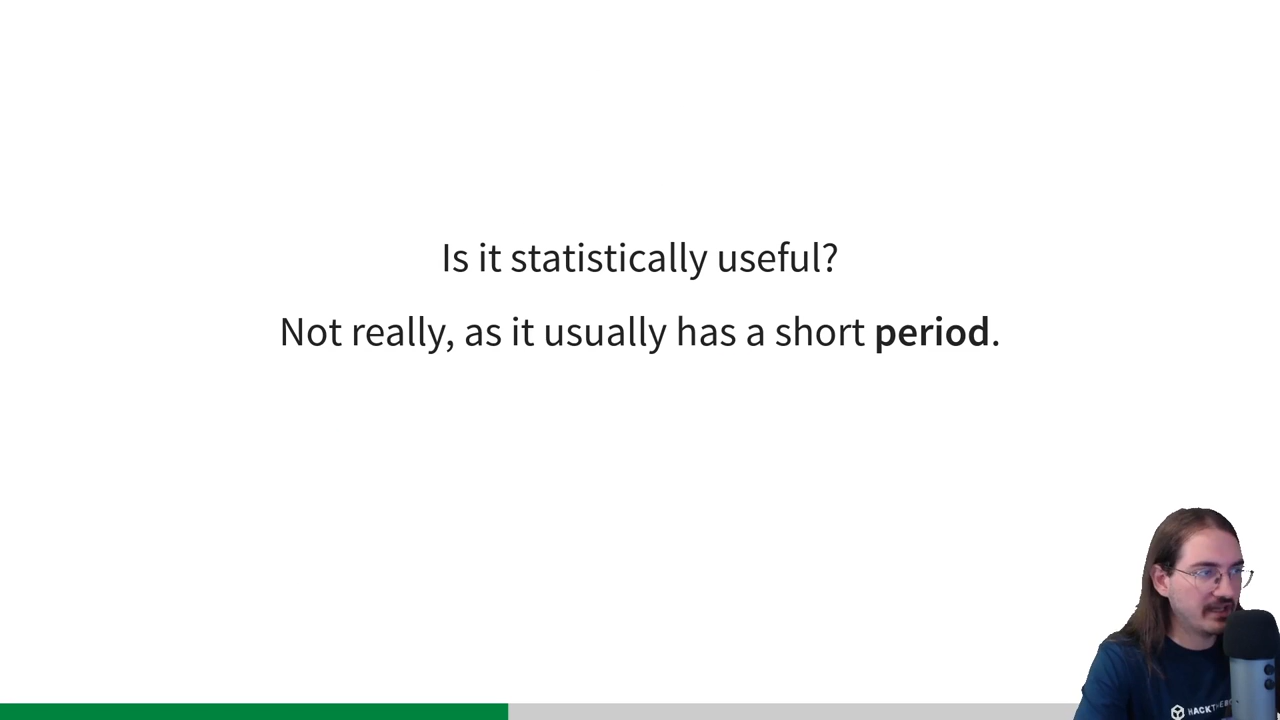 Is it statistically useful?
Not really, as it usually has a short period.